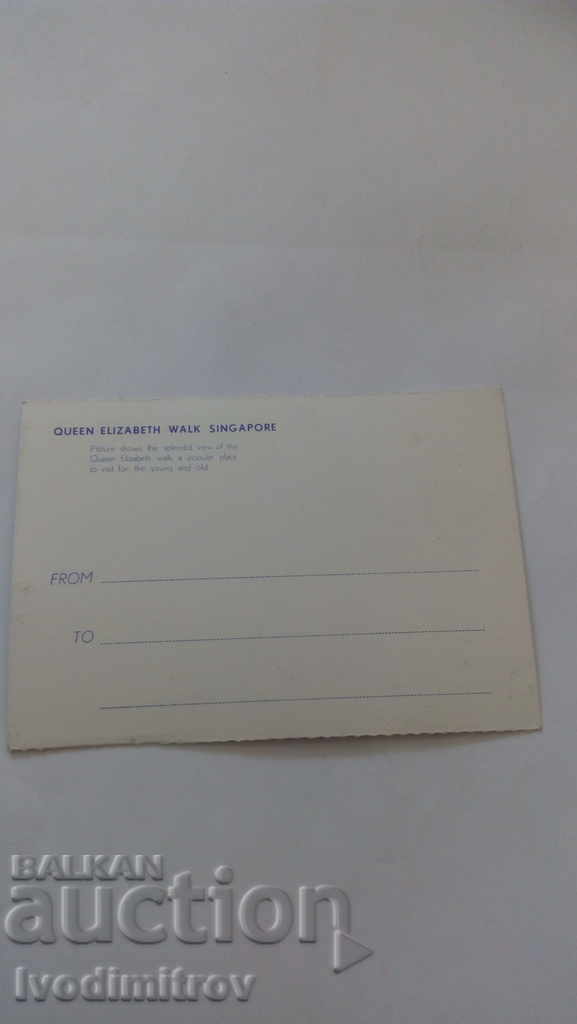 QUEEN ELIZABETH WALK SINGAPORE
Picture shows the splendid view of the
Queen Elizabeth walk a popular place
to visit for the young and old.
FROM
TO
BALKAN
auction
Ivodimitrov